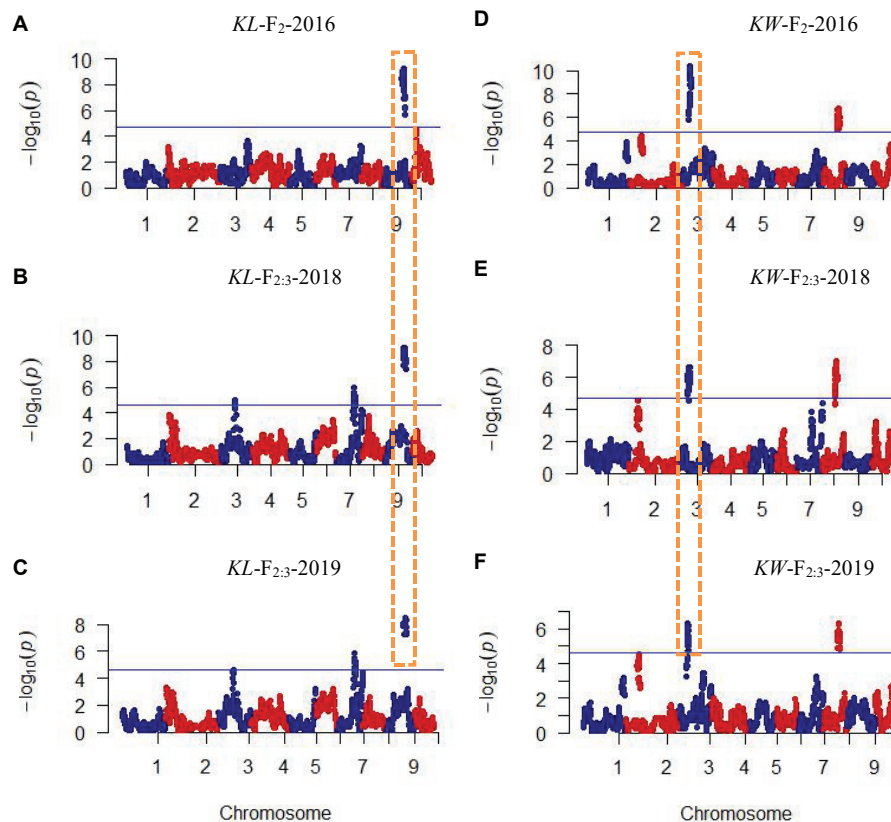 A
KL-F2-2016
−log10(p)
10
8
6
4
2
0
1 2 3 4 5 7 9
B
KL-F2:3-2018
−log10(p)
10
8
6
4
2
0
1 2 3 4 5 7 9
C
KL-F2:3-2019
−log10(p)
8
6
4
2
0
1 2 3 4 5 7 9
Chromosome
D
KW-F2-2016
−log10(p)
10
8
6
4
2
0
1 2 3 4 5 7 9
E
KW-F2:3-2018
−log10(p)
8
6
4
2
0
1 2 3 4 5 7 9
F
KW-F2:3-2019
−log10(p)
6
4
2
0
1 2 3 4 5 7 9
Chromosome